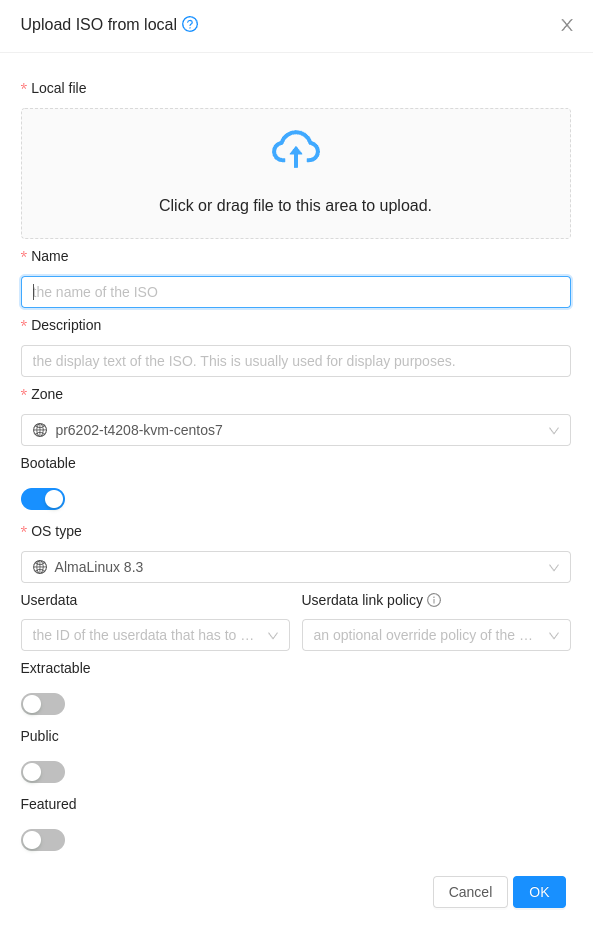 Upload ISO from local
* Local file
Click or drag file to this area to upload.
* Name
the name of the ISO
* Description
the display text of the ISO. This is usually used for display purposes.
* Zone
pr6202-t4208-kvm-centos7
Bootable
* OS type
AlmaLinux 8.3
Userdata
Userdata link policy
the ID of the userdata that has to ...
an optional override policy of the ...
Extractable
Public
Featured
Cancel
OK